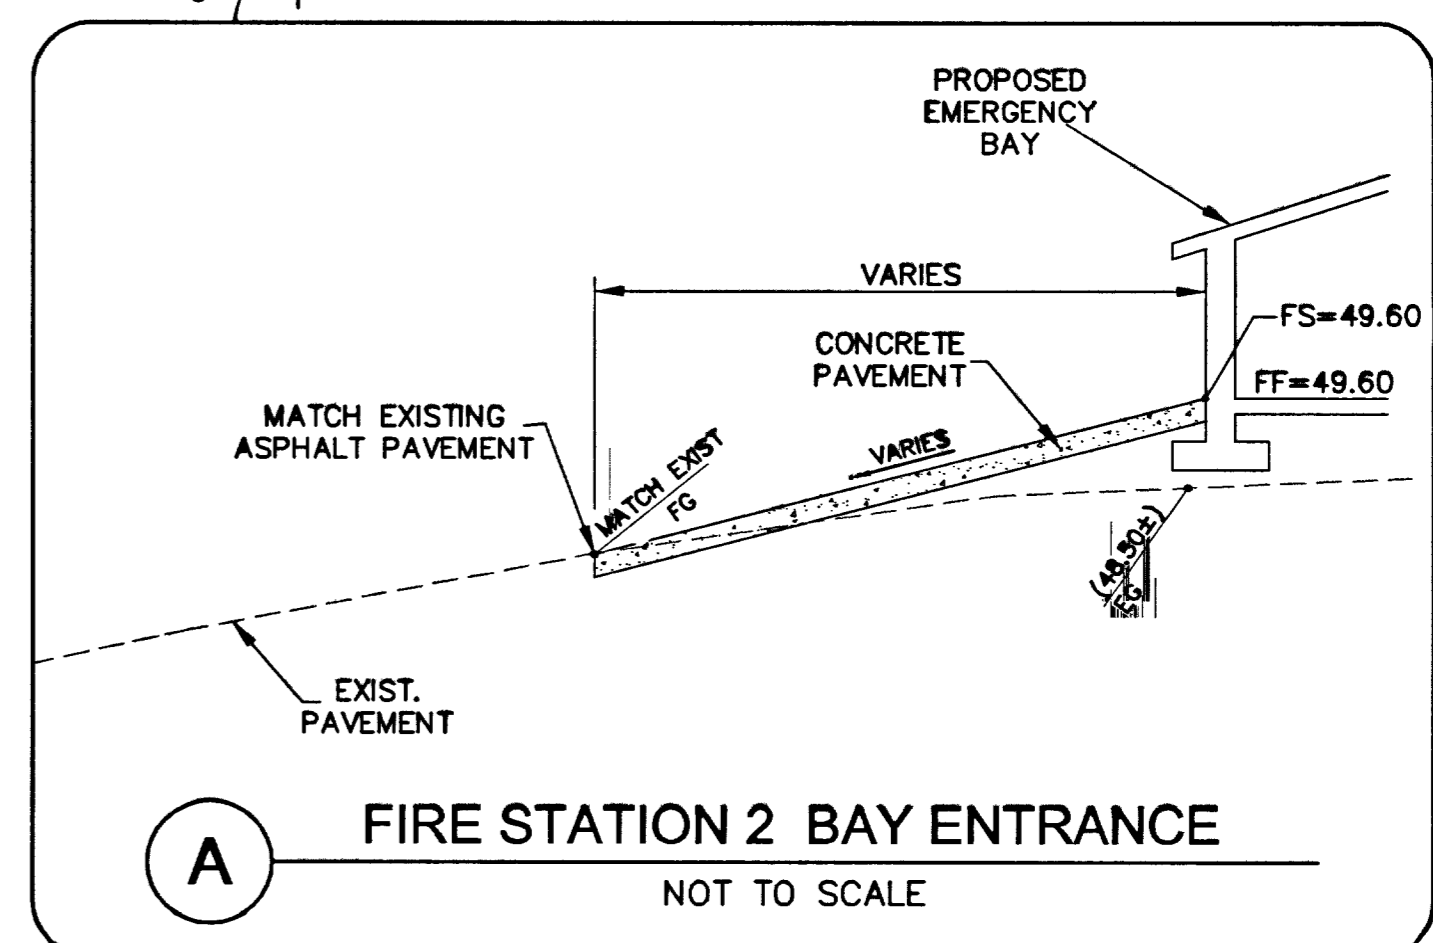 PROPOSED
EMERGENCY
BAY
VARIES
FS=49.60
CONCRETE
PAVEMENT
FF=49.60
MATCH EXISTING
ASPHALT PAVEMENT
VARIES
MATCH EXIST
FG
(48.50±)
EG
EXIST.
PAVEMENT
A
FIRE STATION 2 BAY ENTRANCE
NOT TO SCALE